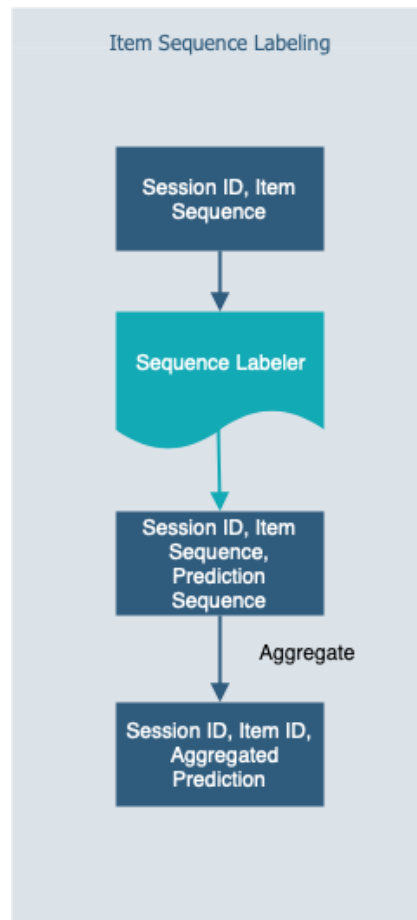 Item Sequence Labeling
Session ID, Item
Sequence
Sequence Labeler
Session ID, Item
Sequence,
Prediction
Sequence
Aggregate
Session ID, Item ID,
Aggregated
Prediction